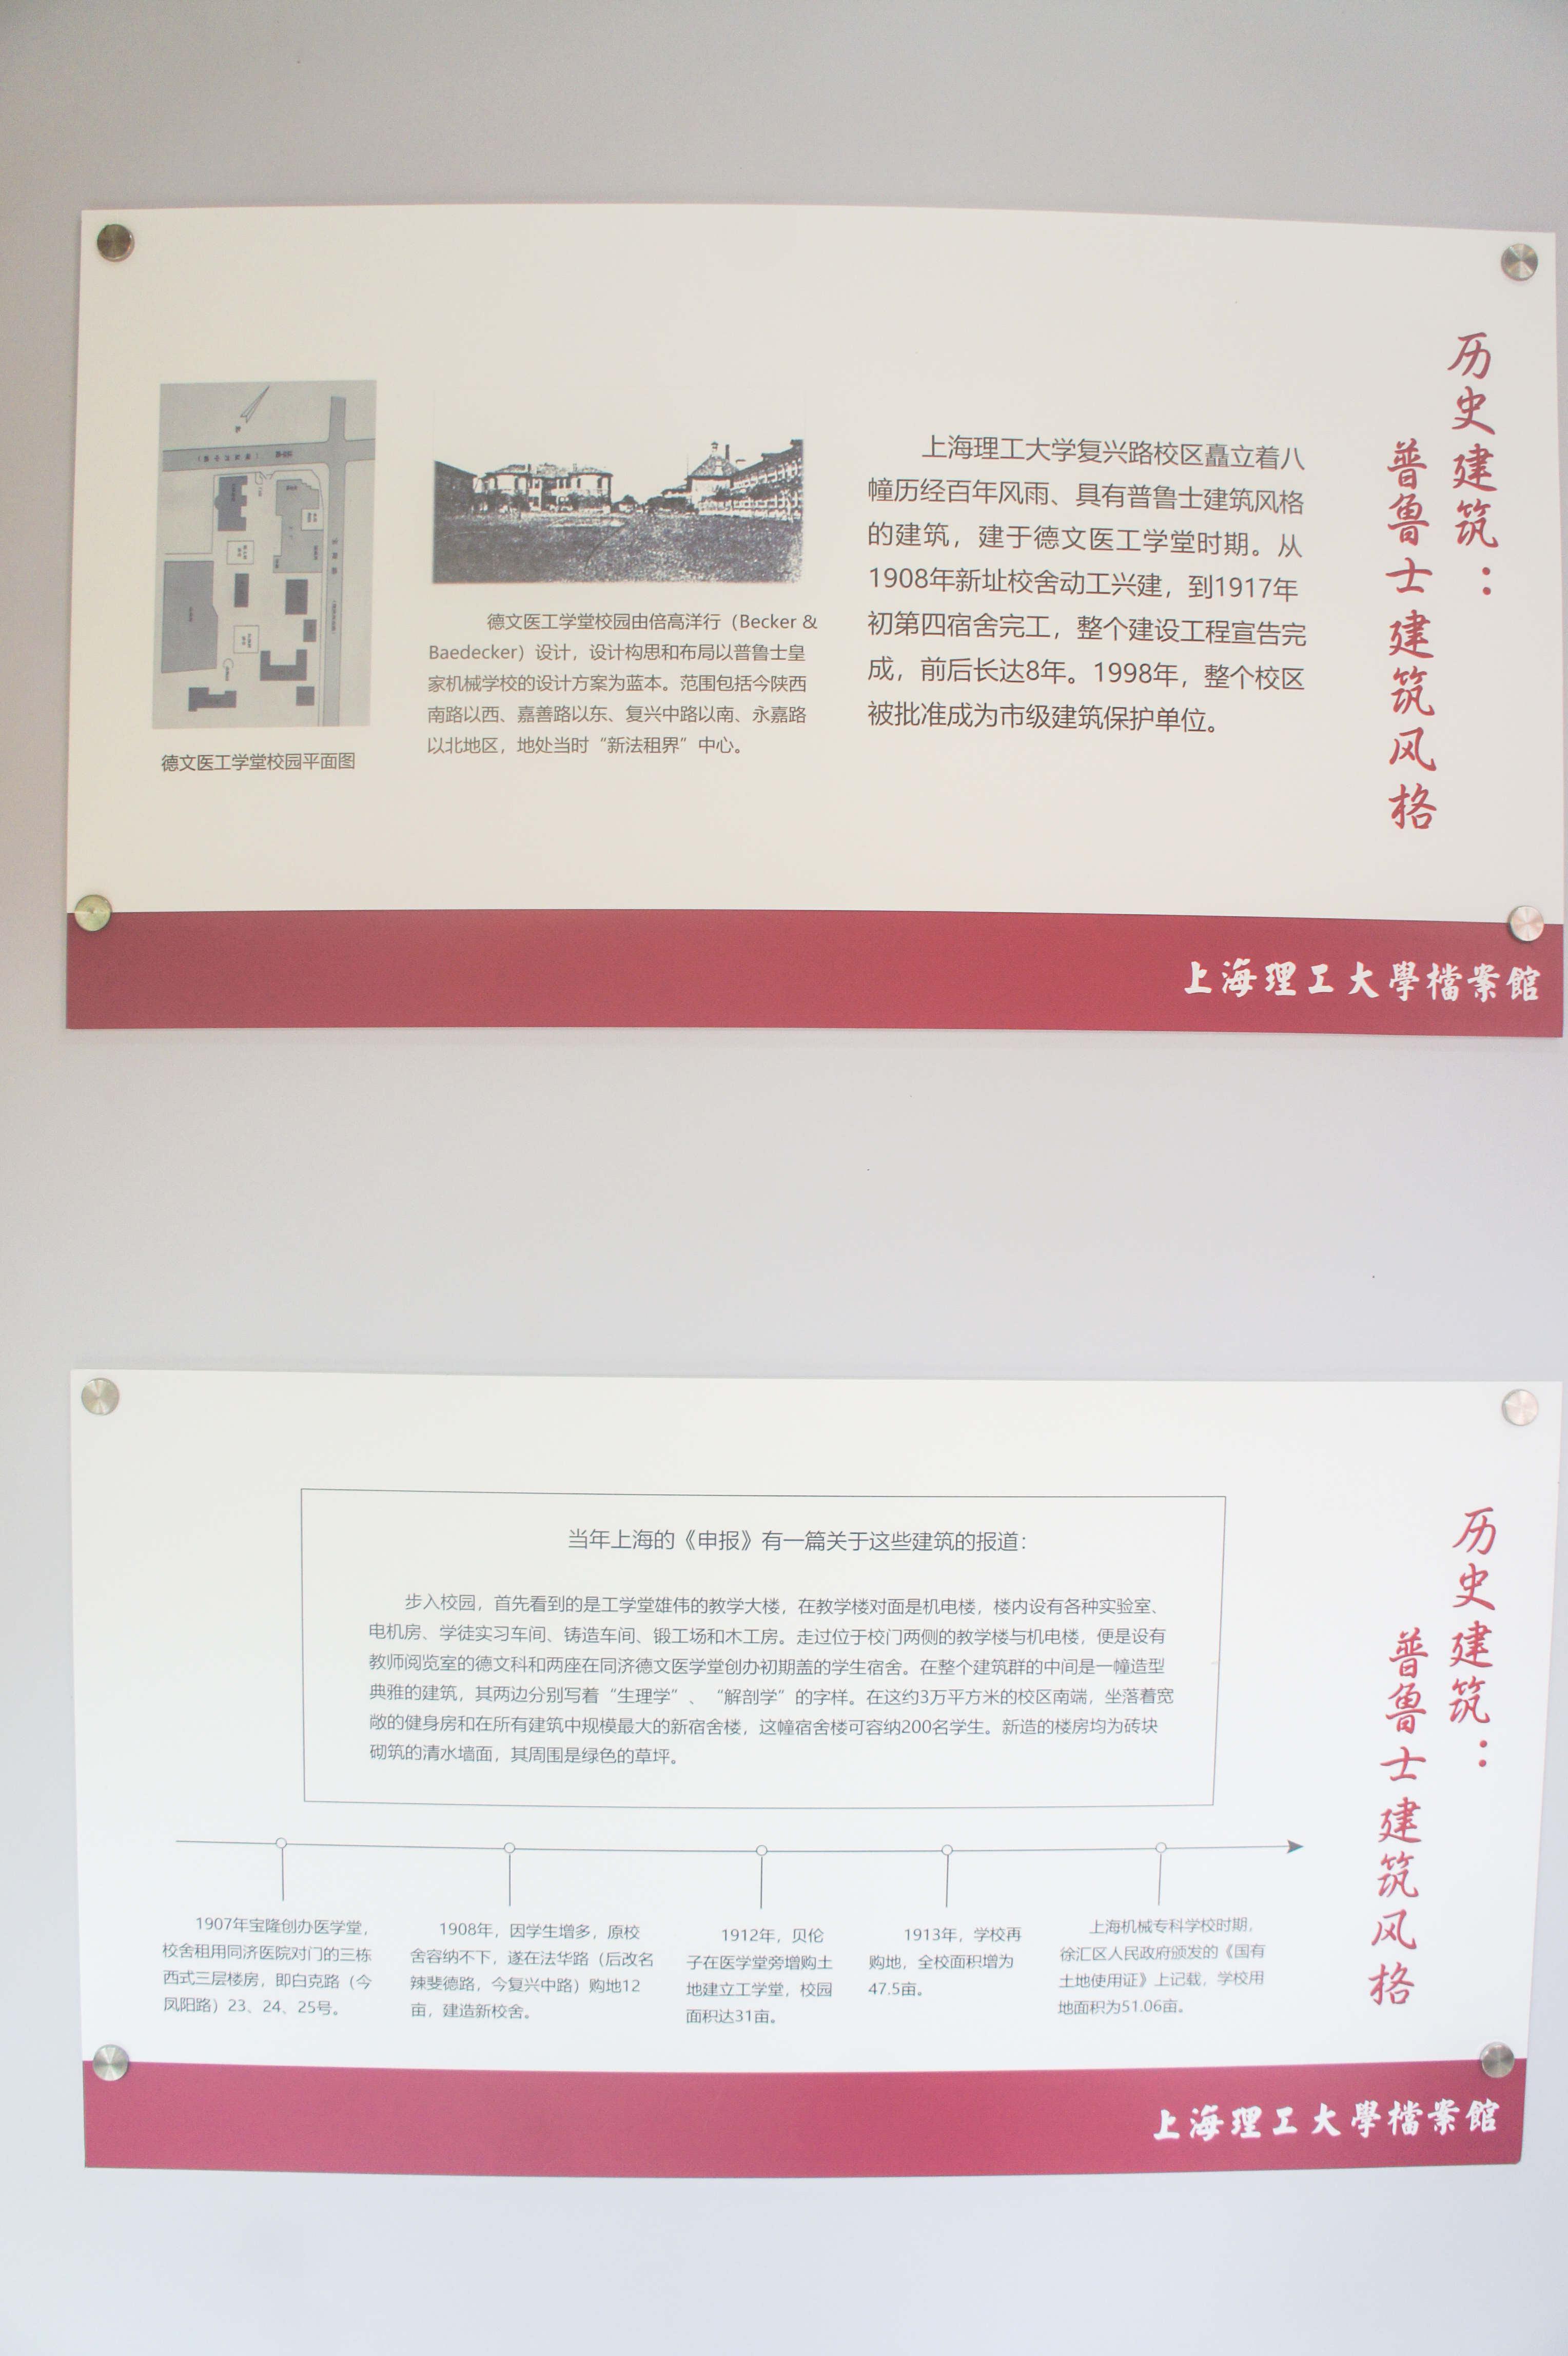 历史建筑：
普鲁士建筑风格
上海理工大学复兴路校区矗立着八
幢历经百年风雨、具有普鲁士建筑风格
的建筑，建于德文医工学堂时期。从
1908年新址校舍动工兴建，到1917年
初第四宿舍完工，整个建设工程宣告完
成，前后长达8年。1998年，整个校区
被批准成为市级建筑保护单位。
德文医工学堂校园由倍高洋行（Becker &
Baedecker）设计，设计构思和布局以普鲁士皇
家机械学校的设计方案为蓝本。范围包括今陕西
南路以西、嘉善路以东、复兴中路以南、永嘉路
以北地区，地处当时“新法租界”中心。
德文医工学堂校园平面图
上海理工大學檔案館
历史建筑：
普鲁士建筑风格
当年上海的《申报》有一篇关于这些建筑的报道：
步入校园，首先看到的是工学堂雄伟的教学大楼，在教学楼对面是机电楼，楼内设有各种实验室、
电机房、学徒实习车间、铸造车间、锻工场和木工房。走过位于校门两侧的教学楼与机电楼，便是设有
教师阅览室的德文科和两座在同济德文医学堂创办初期盖的学生宿舍。在整个建筑群的中间是一幢造型
典雅的建筑，其两边分别写着“生理学”、“解剖学”的字样。在这约3万平方米的校区南端，坐落着宽
敞的健身房和在所有建筑中规模最大的新宿舍楼，这幢宿舍楼可容纳200名学生。新造的楼房均为砖块
砌筑的清水墙面，其周围是绿色的草坪。
1907年宝隆创办医学堂，
校舍租用同济医院对门的三栋
西式三层楼房，即白克路（今
凤阳路）23、24、25号。
1908年，因学生增多，原校
舍容纳不下，遂在法华路（后改名
辣斐德路，今复兴中路）购地12
亩，建造新校舍。
1912年，贝伦
子在医学堂旁增购土
地建立工学堂，校园
面积达31亩。
1913年，学校再
购地，全校面积增为
47.5亩。
上海机械专科学校时期，
徐汇区人民政府颁发的《国有
土地使用证》上记载，学校用
地面积为51.06亩。
上海理工大學檔案館